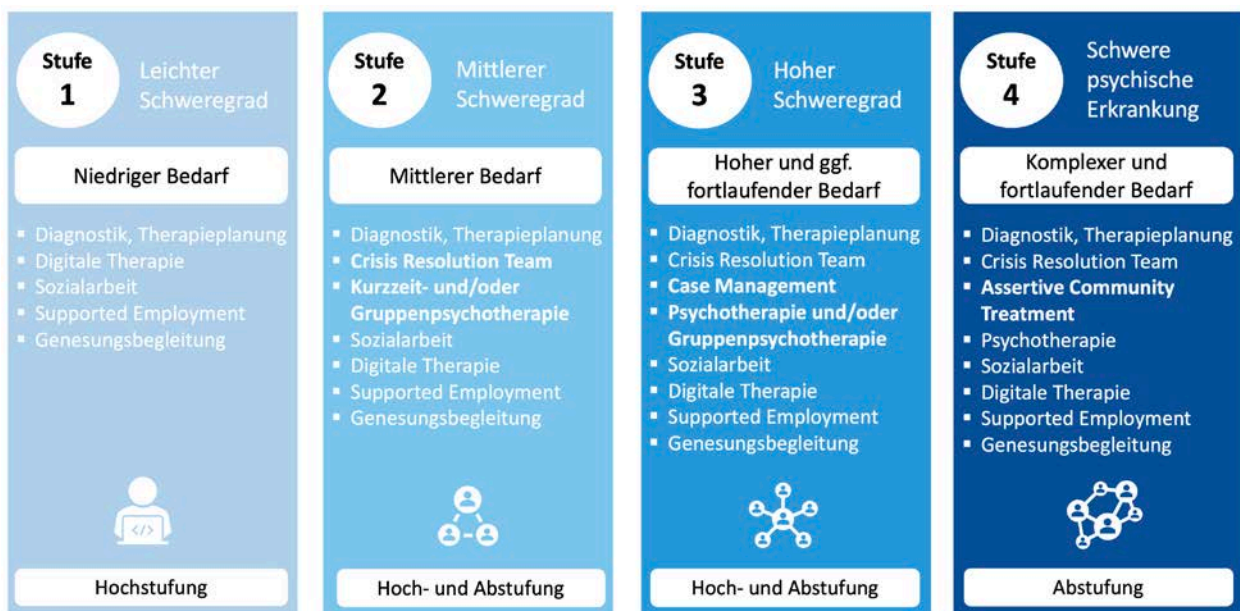 Stufe
1
Leichter
Schweregrad
Niedriger Bedarf
▪ Diagnostik, Therapieplanung
▪ Digitale Therapie
▪ Sozialarbeit
▪ Supported Employment
▪ Genesungsbegleitung
</>
Hochstufung
Stufe
2
Mittlerer
Schweregrad
Mittlerer Bedarf
▪ Diagnostik, Therapieplanung
▪ Crisis Resolution Team
▪ Kurzzeit- und/oder
Gruppenpsychotherapie
▪ Sozialarbeit
▪ Digitale Therapie
▪ Supported Employment
▪ Genesungsbegleitung
Hoch- und Abstufung
Stufe
3
Hoher
Schweregrad
Hoher und ggf.
fortlaufender Bedarf
▪ Diagnostik, Therapieplanung
▪ Crisis Resolution Team
▪ Case Management
▪ Psychotherapie und/oder
Gruppenpsychotherapie
▪ Sozialarbeit
▪ Digitale Therapie
▪ Supported Employment
▪ Genesungsbegleitung
Hoch- und Abstufung
Stufe
4
Schwere
psychische
Erkrankung
Komplexer und
fortlaufender Bedarf
▪ Diagnostik, Therapieplanung
▪ Crisis Resolution Team
▪ Assertive Community
Treatment
▪ Psychotherapie
▪ Sozialarbeit
▪ Digitale Therapie
▪ Supported Employment
▪ Genesungsbegleitung
Abstufung